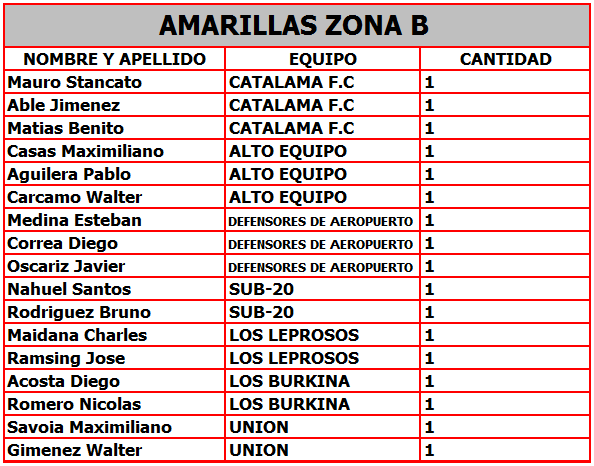 AMARILLAS ZONA B
NOMBRE Y APELLIDO EQUIPO CANTIDAD
Mauro Stancato CATALAMA F.C 1
Able Jimenez CATALAMA F.C 1
Matias Benito CATALAMA F.C 1
Casas Maximiliano ALTO EQUIPO 1
Aguilera Pablo ALTO EQUIPO 1
Carcamo Walter ALTO EQUIPO 1
Medina Esteban DEFENSORES DE AEROPUERTO 1
Correa Diego DEFENSORES DE AEROPUERTO 1
Oscariz Javier DEFENSORES DE AEROPUERTO 1
Nahuel Santos SUB-20 1
Rodriguez Bruno SUB-20 1
Maidana Charles LOS LEPROSOS 1
Ramsing Jose LOS LEPROSOS 1
Acosta Diego LOS BURKINA 1
Romero Nicolas LOS BURKINA 1
Savoia Maximiliano UNION 1
Gimenez Walter UNION 1